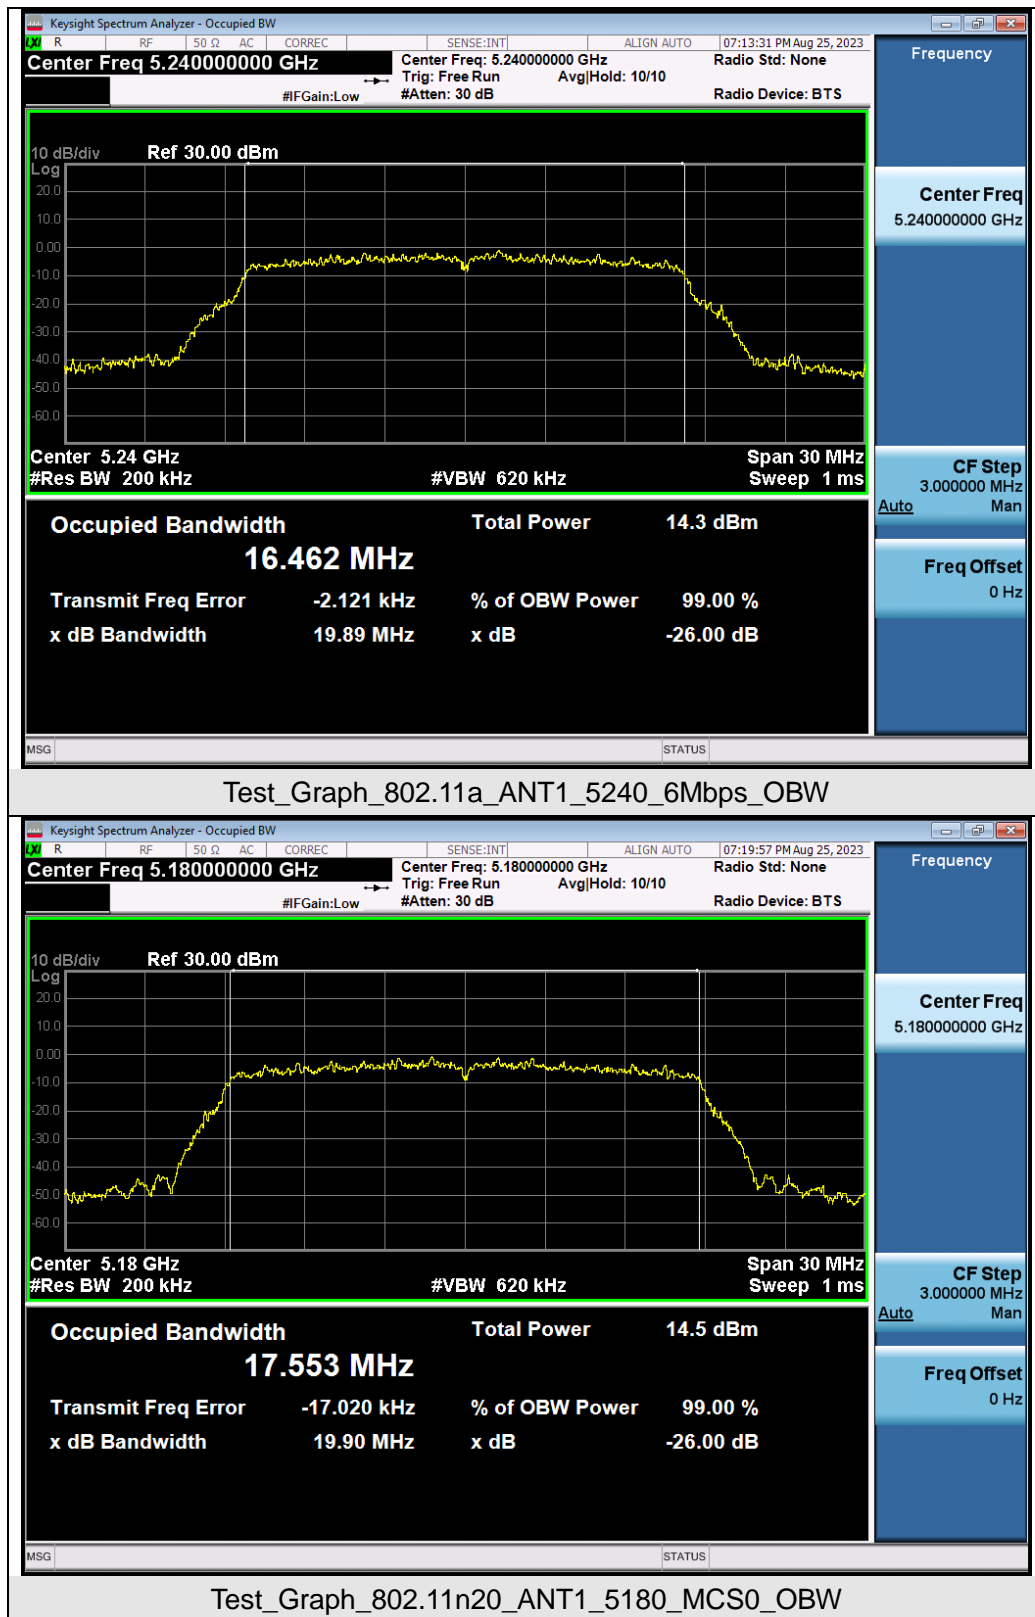 Keysight Spectrum Analyzer - Occupied BW
LXI R RF 50 Ω AC CORREC SENSE:INT ALIGN AUTO 07:13:31 PM Aug 25, 2023
Center Freq 5.240000000 GHz Center Freq: 5.240000000 GHz Radio Std: None
Trig: Free Run Avg|Hold: 10/10
#IFGain:Low #Atten: 30 dB Radio Device: BTS
Frequency
10 dB/div Ref 30.00 dBm
Log
20.0
10.0
0.00
-10.0
-20.0
-30.0
-40.0
-50.0
-60.0
Center 5.24 GHz Span 30 MHz
#Res BW 200 kHz #VBW 620 kHz Sweep 1 ms
Center Freq
5.240000000 GHz
CF Step
3.000000 MHz
Auto Man
Freq Offset
0 Hz
Occupied Bandwidth Total Power 14.3 dBm
16.462 MHz
Transmit Freq Error -2.121 kHz % of OBW Power 99.00 %
x dB Bandwidth 19.89 MHz x dB -26.00 dB
MSG STATUS
Test_Graph_802.11a_ANT1_5240_6Mbps_OBW
Keysight Spectrum Analyzer - Occupied BW
LXI R RF 50 Ω AC CORREC SENSE:INT ALIGN AUTO 07:19:57 PM Aug 25, 2023
Center Freq 5.180000000 GHz Center Freq: 5.180000000 GHz Radio Std: None
Trig: Free Run Avg|Hold: 10/10
#IFGain:Low #Atten: 30 dB Radio Device: BTS
Frequency
10 dB/div Ref 30.00 dBm
Log
20.0
10.0
0.00
-10.0
-20.0
-30.0
-40.0
-50.0
-60.0
Center 5.18 GHz Span 30 MHz
#Res BW 200 kHz #VBW 620 kHz Sweep 1 ms
Center Freq
5.180000000 GHz
CF Step
3.000000 MHz
Auto Man
Freq Offset
0 Hz
Occupied Bandwidth Total Power 14.5 dBm
17.553 MHz
Transmit Freq Error -17.020 kHz % of OBW Power 99.00 %
x dB Bandwidth 19.90 MHz x dB -26.00 dB
MSG STATUS
Test_Graph_802.11n20_ANT1_5180_MCS0_OBW